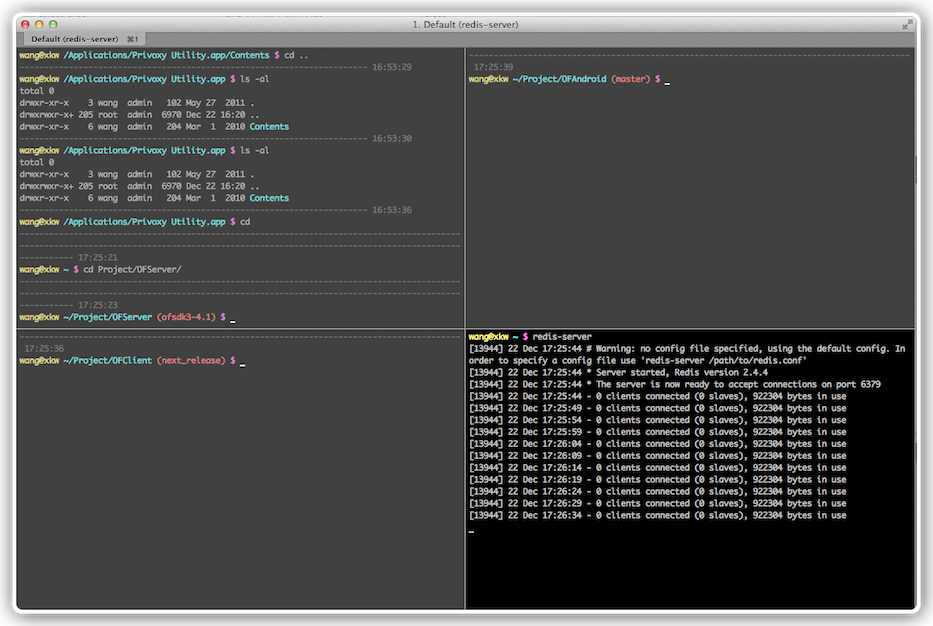 1. Default (redis-server)
Default (redis-server) ⌘1
wang@xkw /Applications/Privoxy Utility.app/Contents $ cd ..
16:53:29
wang@xkw /Applications/Privoxy Utility.app $ ls -al
total 0
drwxr-xr-x    3 wang  admin   102 May 27  2011 .
drwxrwxr-x+ 205 root  admin  6970 Dec 22 16:20 ..
drwxr-xr-x    6 wang  admin   204 Mar  1  2010 Contents
16:53:30
wang@xkw /Applications/Privoxy Utility.app $ ls -al
total 0
drwxr-xr-x    3 wang  admin   102 May 27  2011 .
drwxrwxr-x+ 205 root  admin  6970 Dec 22 16:20 ..
drwxr-xr-x    6 wang  admin   204 Mar  1  2010 Contents
16:53:36
wang@xkw /Applications/Privoxy Utility.app $ cd
----------- 17:25:21
wang@xkw ~ $ cd Project/OFServer/
----------- 17:25:23
wang@xkw ~/Project/OFServer (ofsdk3-4.1) $ _
17:25:39
wang@xkw ~/Project/OFAndroid (master) $ _
17:25:36
wang@xkw ~/Project/OFClient (next_release) $ _
wang@xkw ~ $ redis-server
[13944] 22 Dec 17:25:44 # Warning: no config file specified, using the default config. In
order to specify a config file use 'redis-server /path/to/redis.conf'
[13944] 22 Dec 17:25:44 * Server started, Redis version 2.4.4
[13944] 22 Dec 17:25:44 * The server is now ready to accept connections on port 6379
[13944] 22 Dec 17:25:44 - 0 clients connected (0 slaves), 922304 bytes in use
[13944] 22 Dec 17:25:49 - 0 clients connected (0 slaves), 922304 bytes in use
[13944] 22 Dec 17:25:54 - 0 clients connected (0 slaves), 922304 bytes in use
[13944] 22 Dec 17:25:59 - 0 clients connected (0 slaves), 922304 bytes in use
[13944] 22 Dec 17:26:04 - 0 clients connected (0 slaves), 922304 bytes in use
[13944] 22 Dec 17:26:09 - 0 clients connected (0 slaves), 922304 bytes in use
[13944] 22 Dec 17:26:14 - 0 clients connected (0 slaves), 922304 bytes in use
[13944] 22 Dec 17:26:19 - 0 clients connected (0 slaves), 922304 bytes in use
[13944] 22 Dec 17:26:24 - 0 clients connected (0 slaves), 922304 bytes in use
[13944] 22 Dec 17:26:29 - 0 clients connected (0 slaves), 922304 bytes in use
[13944] 22 Dec 17:26:34 - 0 clients connected (0 slaves), 922304 bytes in use